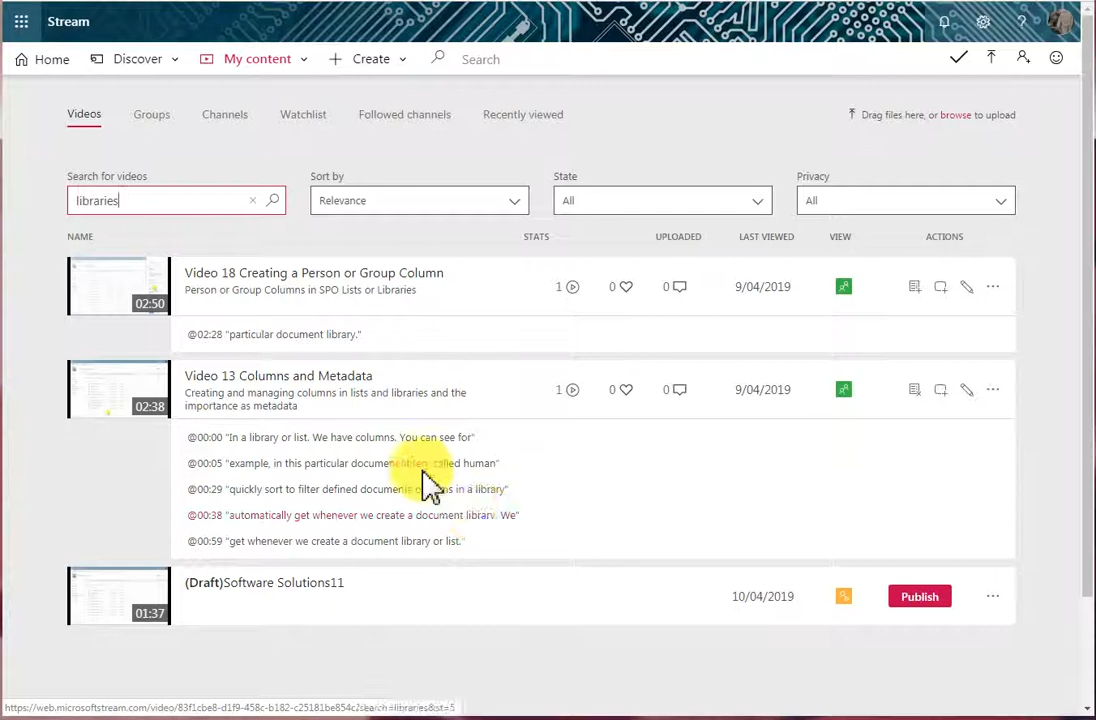 Stream
Home
Discover
My content
Create
Search
Videos
Groups
Channels
Watchlist
Followed channels
Recently viewed
Drag files here, or browse to upload
Search for videos
Sort by
State
Privacy
libraries
Relevance
All
All
NAME
STATS
UPLOADED
LAST VIEWED
VIEW
ACTIONS
02:50
Video 18 Creating a Person or Group Column
Person or Group Columns in SPO Lists or Libraries
1
0
0
9/04/2019
@02:28 "particular document library."
02:38
Video 13 Columns and Metadata
Creating and managing columns in lists and libraries and the
importance as metadata
1
0
0
9/04/2019
@00:00 "In a library or list. We have columns. You can see for"
@00:05 "example, in this particular document called human"
@00:29 "quickly sort to filter defined documents in a library"
@00:38 "automatically get whenever we create a document library. We"
@00:59 "get whenever we create a document library or list."
01:37
(Draft)Software Solutions11
10/04/2019
Publish